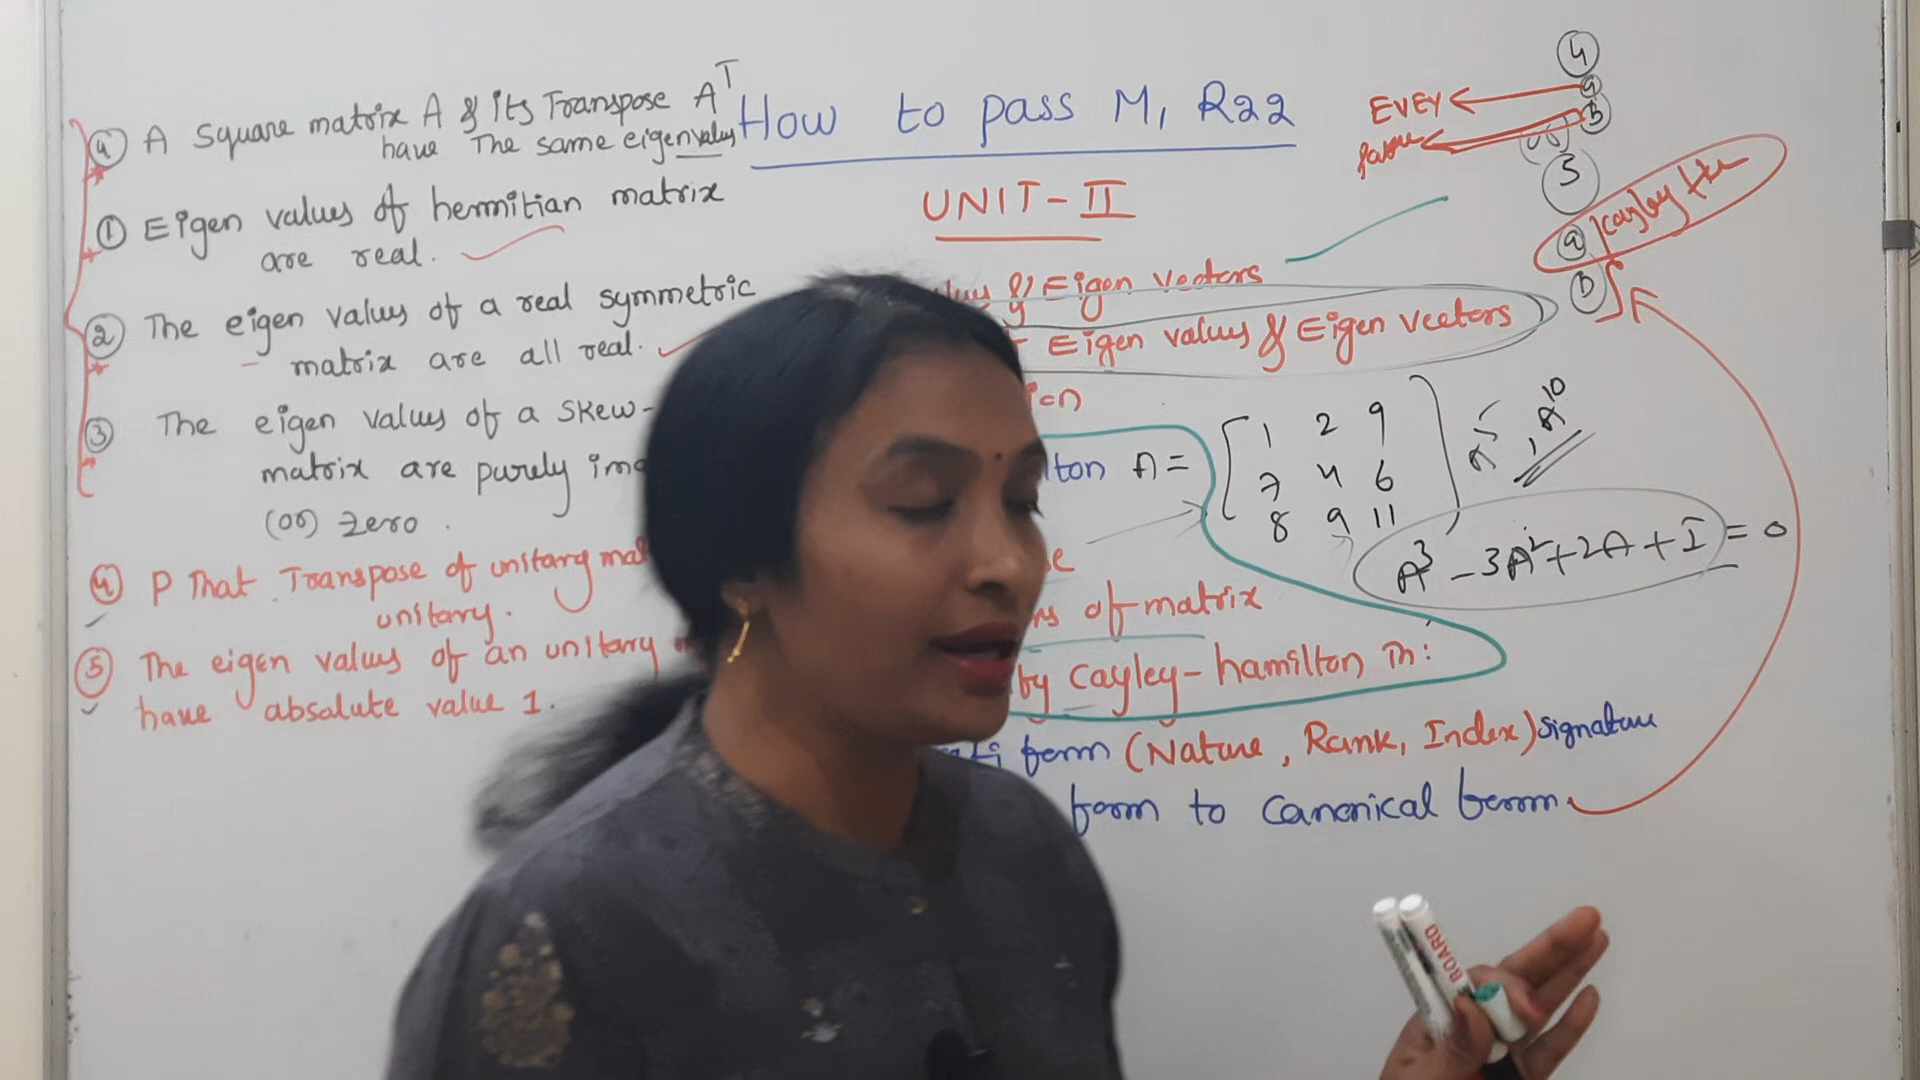 ④ A square matrix A & its Transpose A^T
have The same eigenvalues
① Eigen values of hermitian matrix
are real.
② The eigen values of a real symmetric
matrix are all real.
③ The eigen values of a skew-
matrix are purely
(or) zero.
④ P That Transpose of unitary
unitary.
⑤ The eigen values of an unitary
have absolute value 1.
How to pass M1 R22
UNIT-II
& Eigen Vectors
Eigen values & Eigen Vectors
A =
1 2 9
7 4 6
8 9 11
, A^10
A^3 - 3A^2 + 2A + I = 0
of matrix
by Cayley-hamilton Th:
form (Nature, Rank, Index) Signature
form to Canonical form
4
a
EVEV
b
5
a cayley
b
BOARD